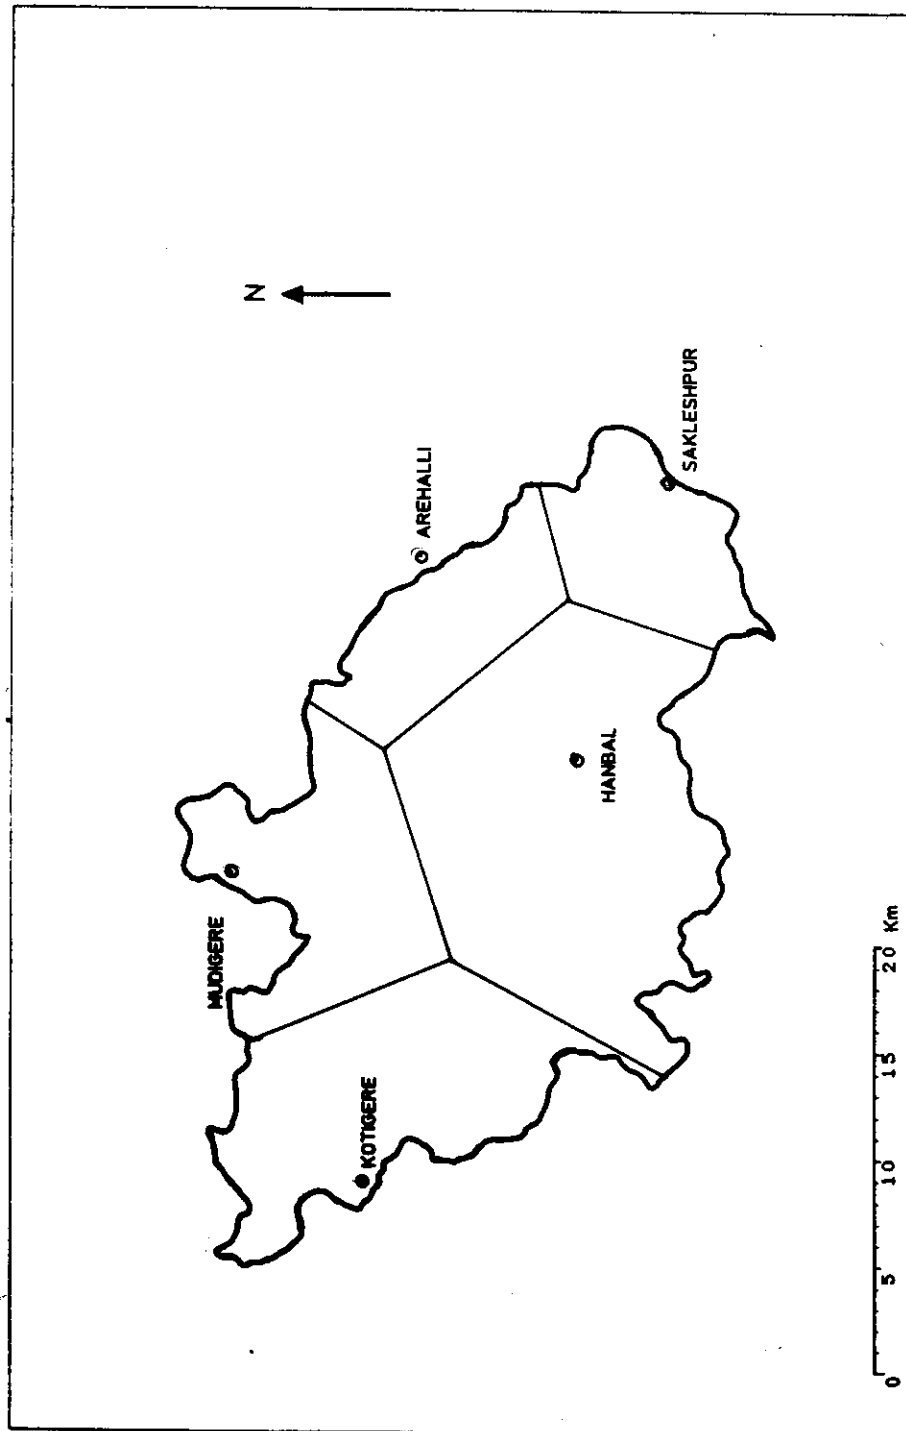 N
MUDIGERE
AREHALLI
KOTIGERE
HANBAL
SAKLESHPUR
0 5 10 15 20 Km